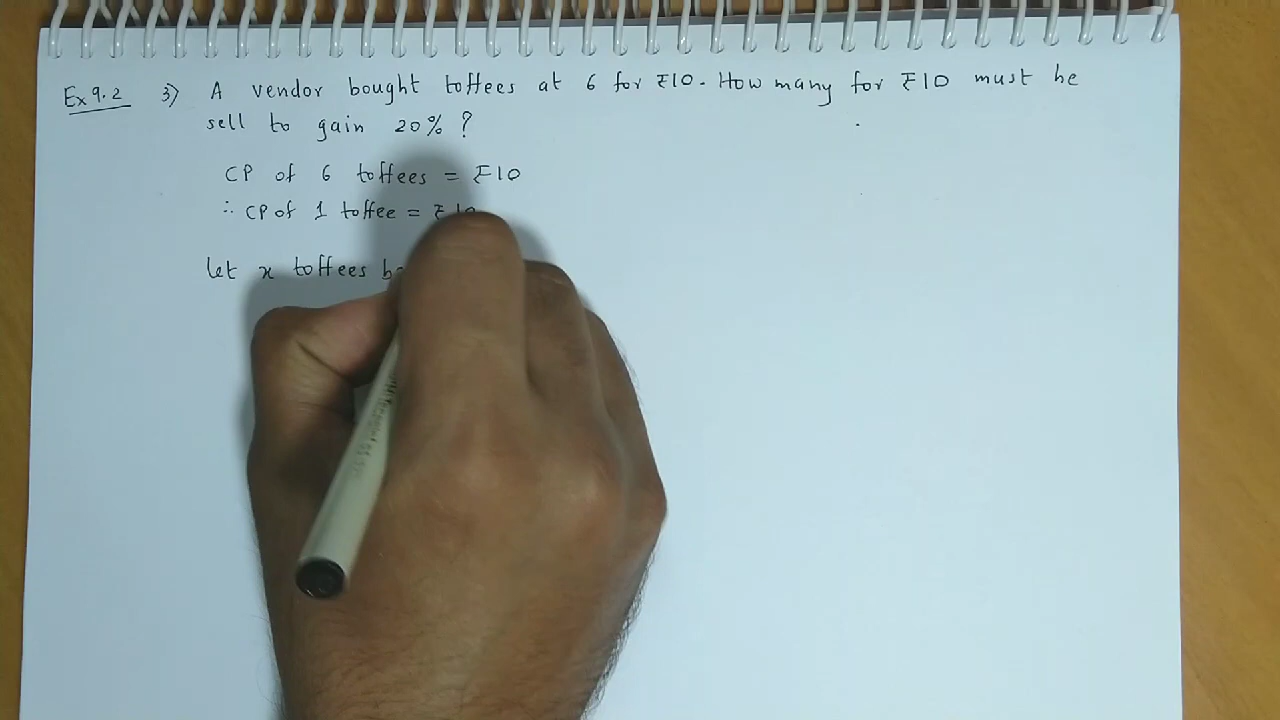 Ex 9.2 3) A vendor bought toffees at 6 for ₹10. How many for ₹10 must he
sell to gain 20% ?
CP of 6 toffees = ₹10
∴ CP of 1 toffee = ₹10
let x toffees